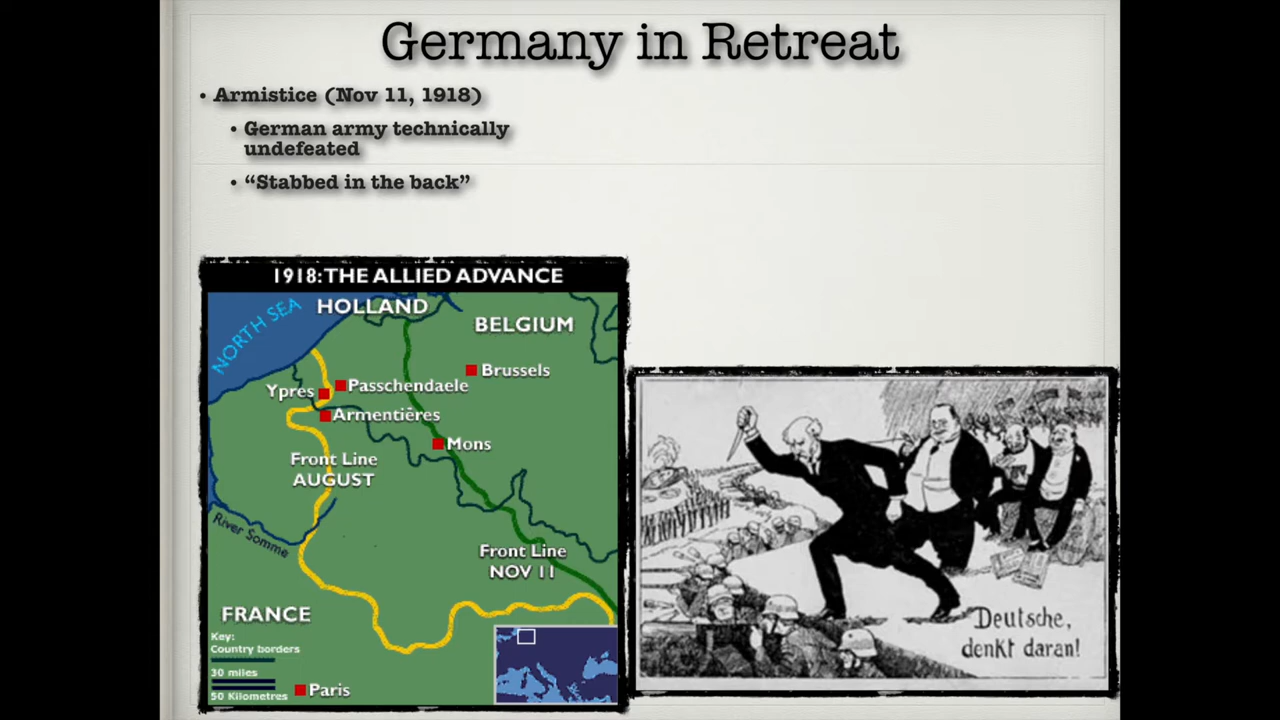 Germany in Retreat
• Armistice (Nov 11, 1918)
• German army technically
undefeated
• “Stabbed in the back”
1918: THE ALLIED ADVANCE
NORTH SEA
HOLLAND
BELGIUM
Brussels
Ypres
Passchendaele
Armentiēres
Mons
Front Line
AUGUST
River Somme
Front Line
NOV 11
FRANCE
Key:
Country borders
30 miles
50 Kilometres
Paris
Deutsche,
denkt daran!